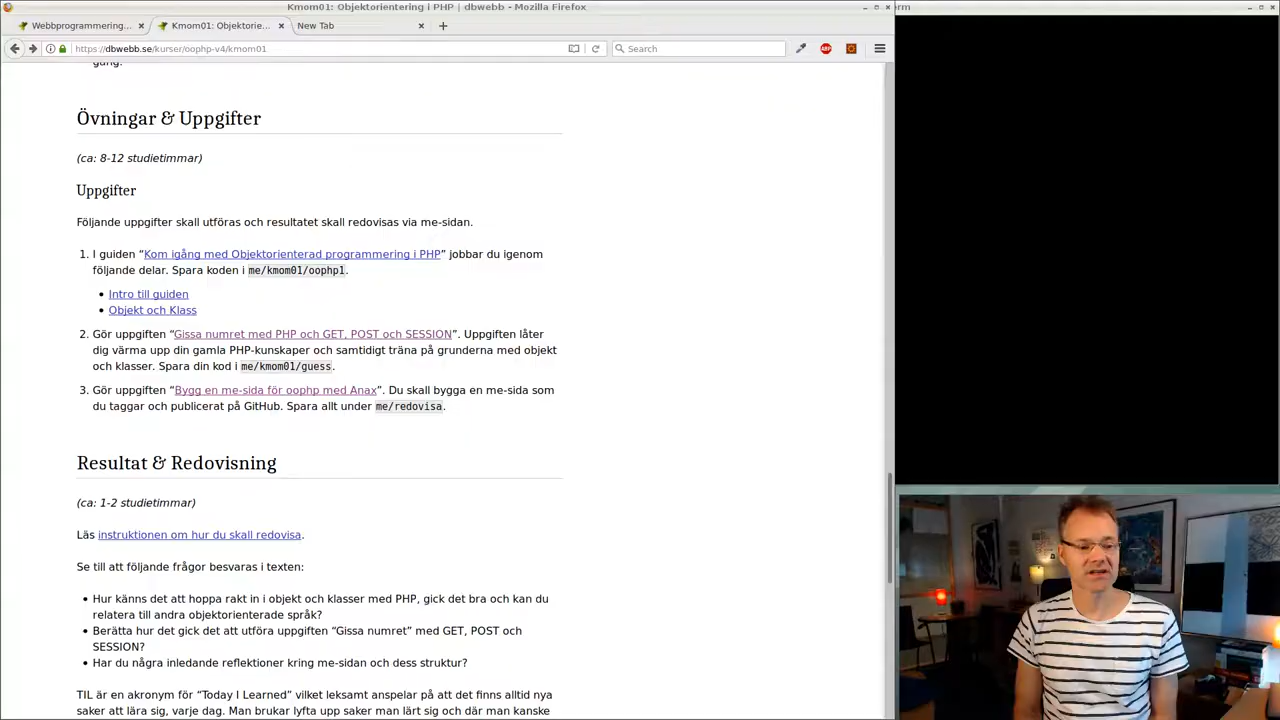 Kmom01: Objektorientering i PHP | dbwebb - Mozilla Firefox
erm
Webbprogrammering...
Kmom01: Objektorie...
New Tab
https://dbwebb.se/kurser/oophp-v4/kmom01
Search
ABP
gång.
Övningar & Uppgifter
(ca: 8-12 studietimmar)
Uppgifter
Följande uppgifter skall utföras och resultatet skall redovisas via me-sidan.
1. I guiden “Kom igång med Objektorienterad programmering i PHP” jobbar du igenom
följande delar. Spara koden i me/kmom01/oophp1.
• Intro till guiden
• Objekt och Klass
2. Gör uppgiften “Gissa numret med PHP och GET, POST och SESSION”. Uppgiften låter
dig värma upp din gamla PHP-kunskaper och samtidigt träna på grunderna med objekt
och klasser. Spara din kod i me/kmom01/guess.
3. Gör uppgiften “Bygg en me-sida för oophp med Anax”. Du skall bygga en me-sida som
du taggar och publicerat på GitHub. Spara allt under me/redovisa.
Resultat & Redovisning
(ca: 1-2 studietimmar)
Läs instruktionen om hur du skall redovisa.
Se till att följande frågor besvaras i texten:
• Hur känns det att hoppa rakt in i objekt och klasser med PHP, gick det bra och kan du
relatera till andra objektorienterade språk?
• Berätta hur det gick det att utföra uppgiften “Gissa numret” med GET, POST och
SESSION?
• Har du några inledande reflektioner kring me-sidan och dess struktur?
TIL är en akronym för “Today I Learned” vilket leksamt anspelar på att det finns alltid nya
saker att lära sig, varje dag. Man brukar lyfta upp saker man lärt sig och där man kanske